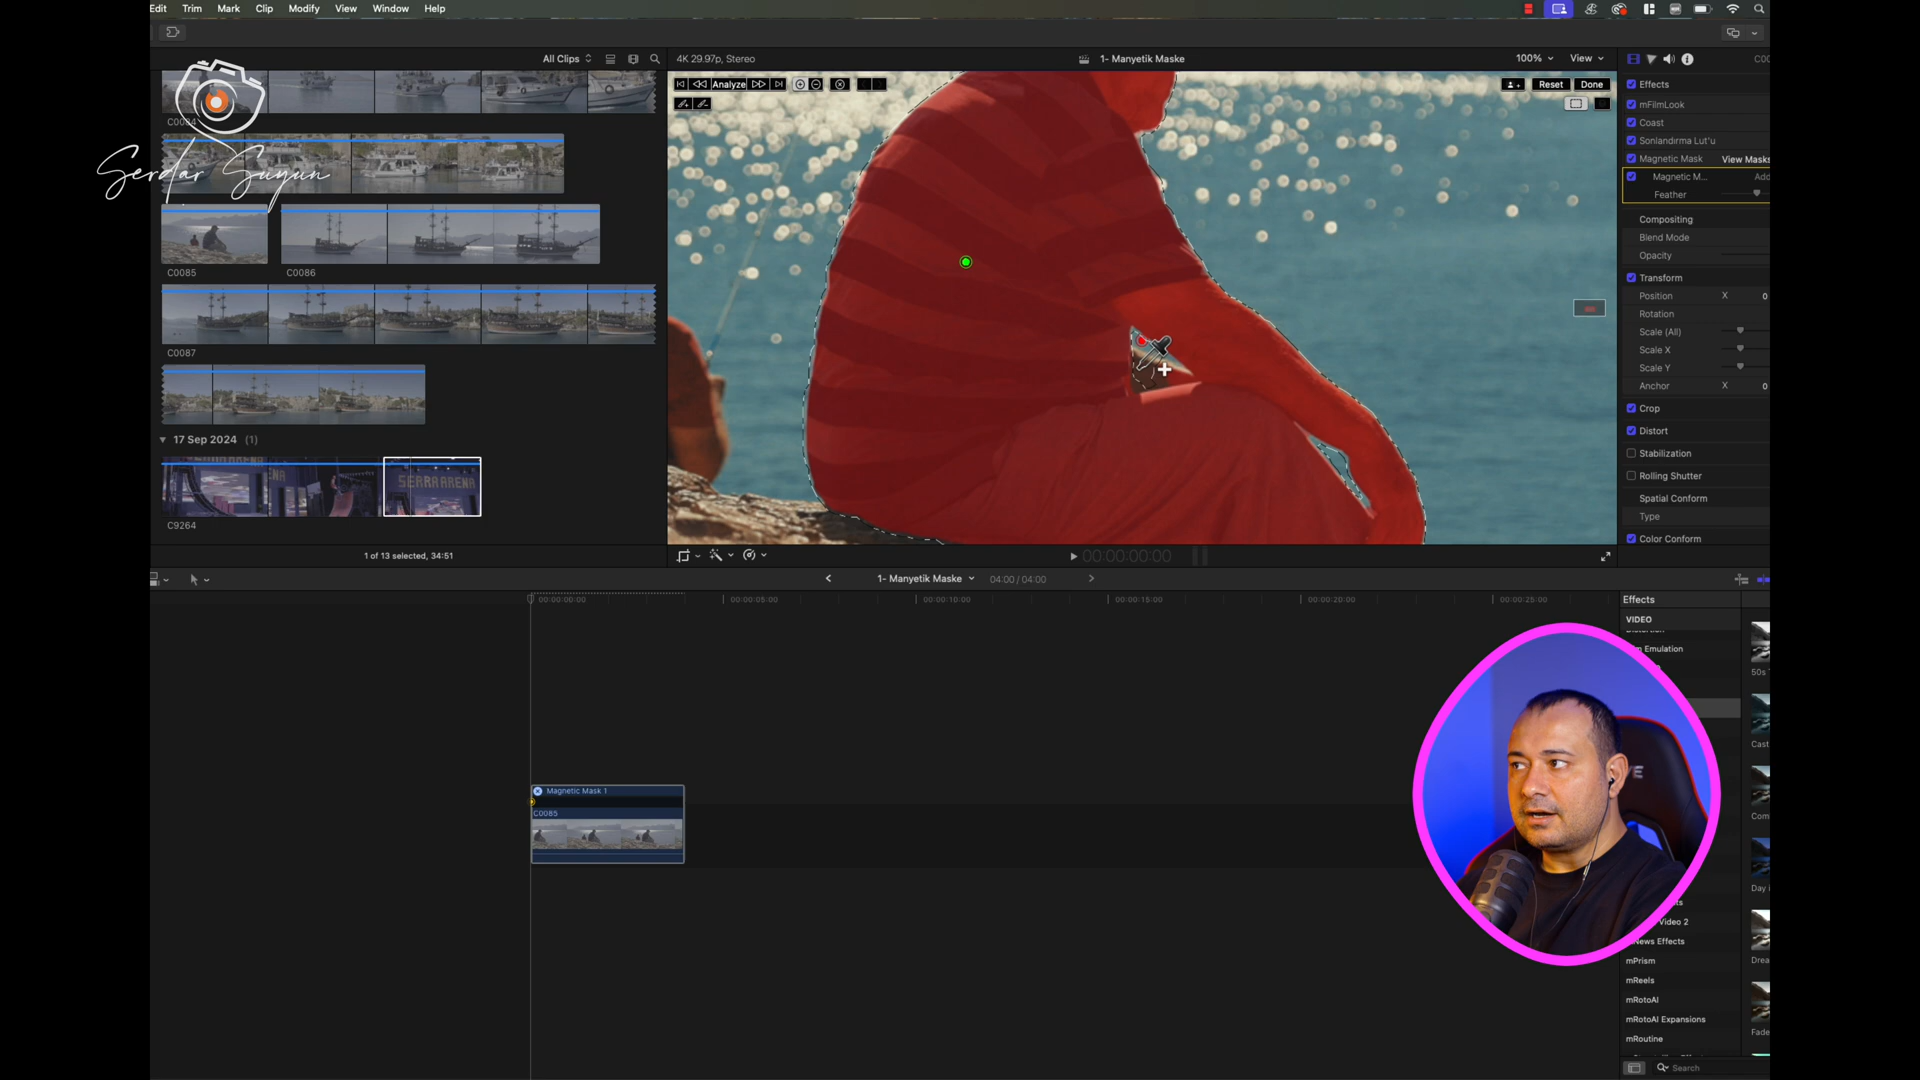 Edit Trim Mark Clip Modify View Window Help
All Clips
4K 29.97p, Stereo
1- Manyetik Maske
100%
View
Analyze
Reset
Done
Serdar Suyun
C0084
C0085
C0086
C0087
17 Sep 2024 (1)
SERRA ARENA
C9264
1 of 13 selected, 34:51
00:00:00:00
Effects
mFilmLook
Coast
Sonlandırma Lut'u
Magnetic Mask View Masks
Magnetic M... Add
Feather
Compositing
Blend Mode
Opacity
Transform
Position X 0
Rotation
Scale (All)
Scale X
Scale Y
Anchor X 0
Crop
Distort
Stabilization
Rolling Shutter
Spatial Conform
Type
Color Conform
1- Manyetik Maske
04:00 / 04:00
00:00:00:00 00:00:05:00 00:00:10:00 00:00:15:00 00:00:20:00 00:00:25:00
Magnetic Mask 1
C0085
Effects
VIDEO
Distortion
Emulation
Video 2
mNews Effects
mPrism
mReels
mRotoAI
mRotoAI Expansions
mRoutine
50s
Cast
Com
Day i
Drea
Fade
Search